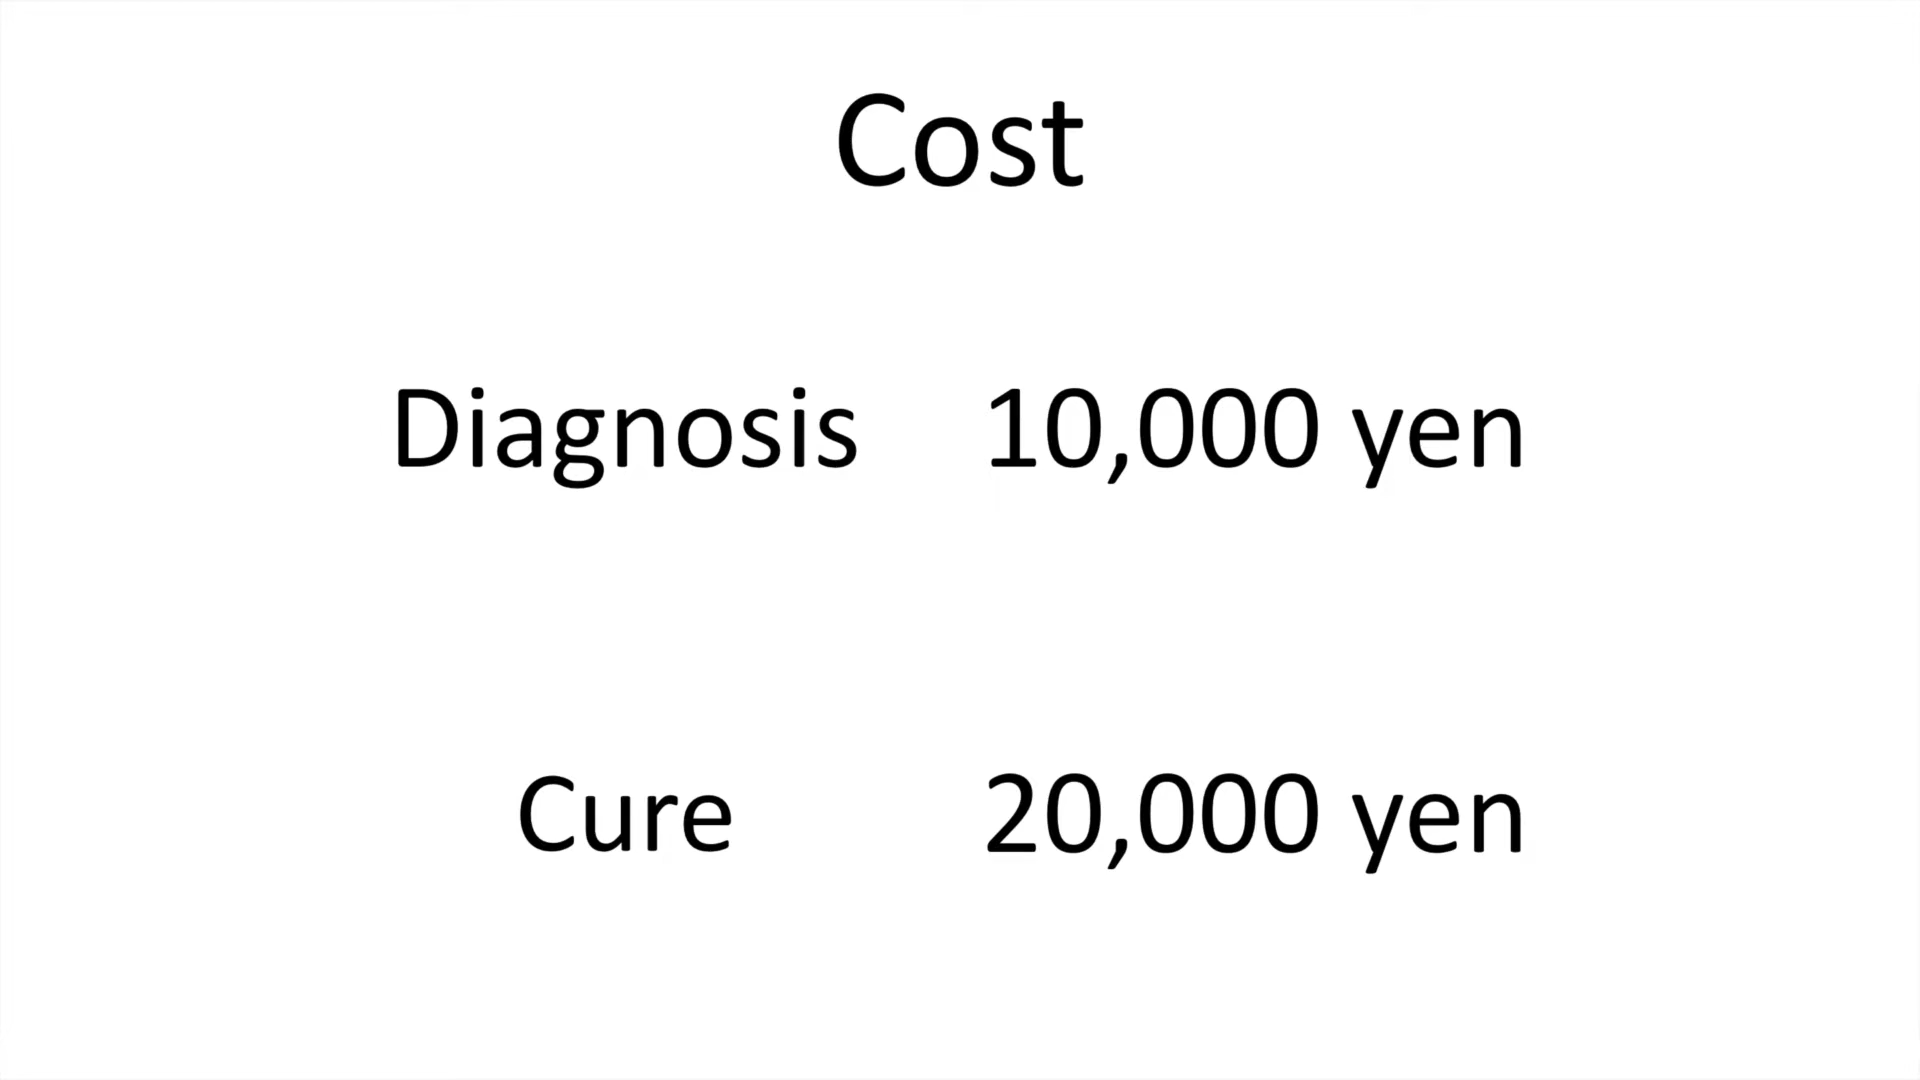 Cost
Diagnosis 10,000 yen
Cure 20,000 yen